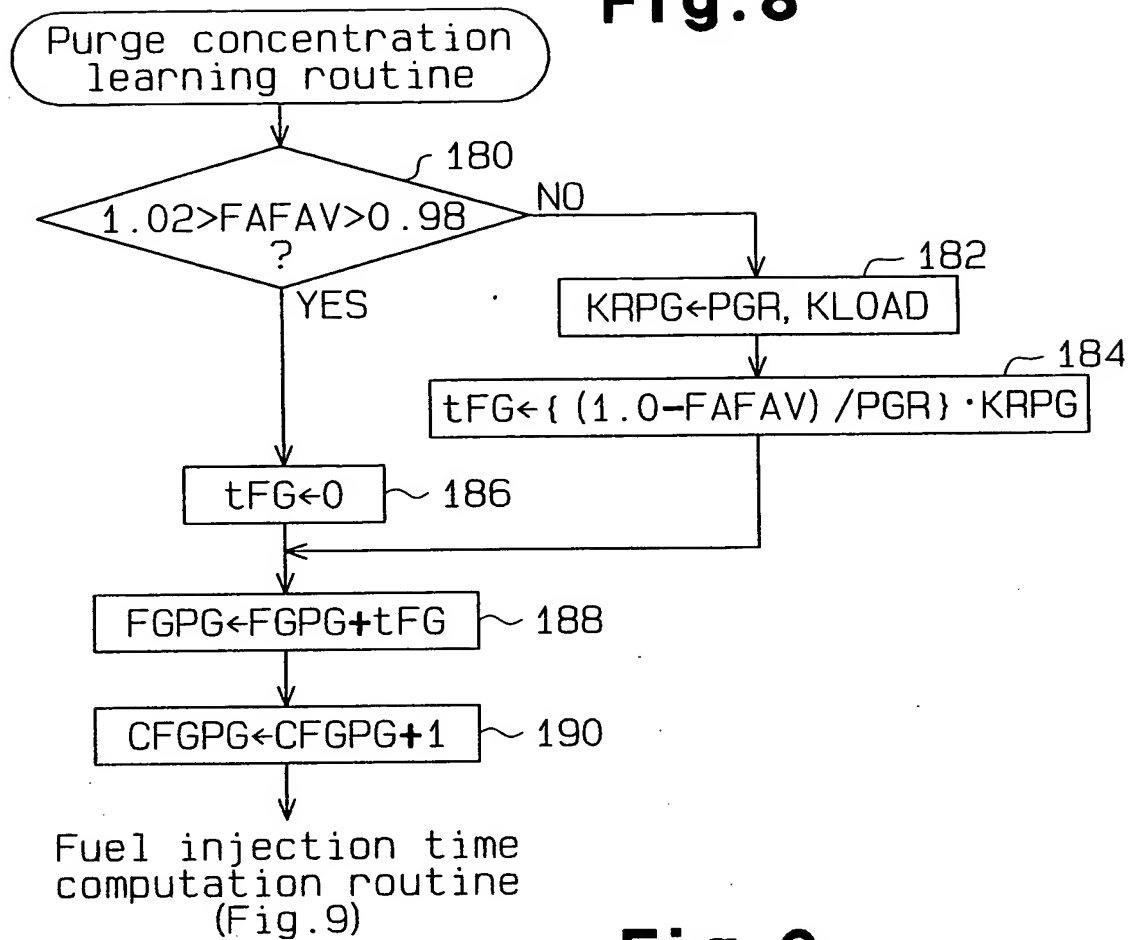 Fig.8
Purge concentration
learning routine
180
1.02>FAFAV>0.98
?
NO
YES
182
KRPG←PGR, KLOAD
184
tFG←{(1.0-FAFAV)/PGR}·KRPG
tFG←0
186
FGPG←FGPG+tFG
188
CFGPG←CFGPG+1
190
Fuel injection time
computation routine
(Fig.9)